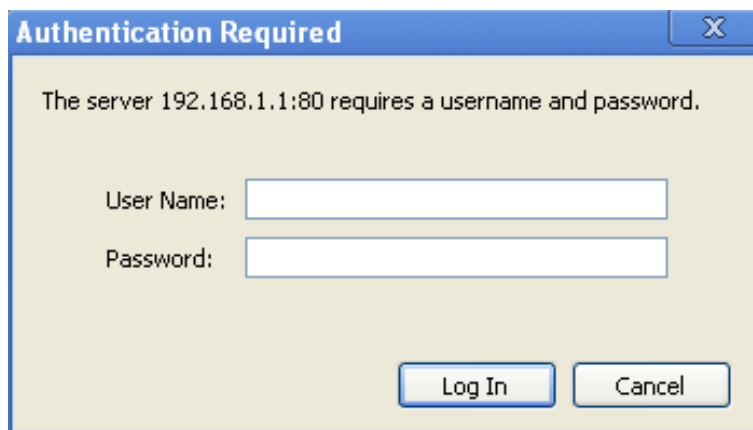 Authentication Required
The server 192.168.1.1:80 requires a username and password.
User Name:
Password:
Log In Cancel